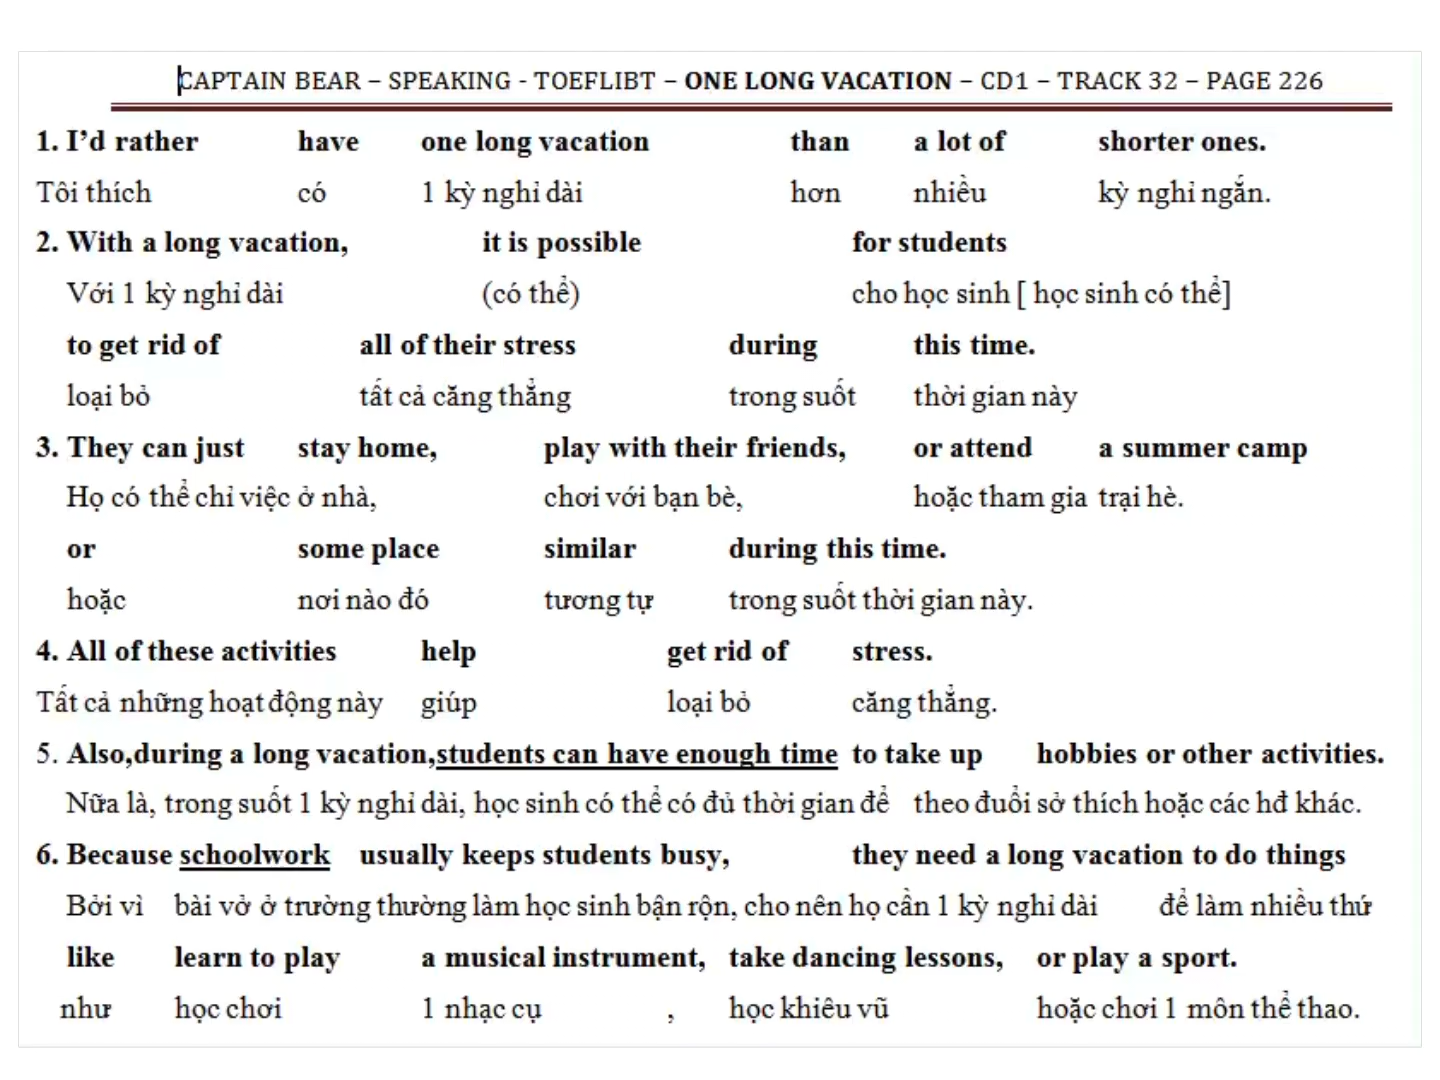 CAPTAIN BEAR – SPEAKING - TOEFLIBT – ONE LONG VACATION – CD1 – TRACK 32 – PAGE 226
1. I’d rather have one long vacation than a lot of shorter ones.
Tôi thích có 1 kỳ nghỉ dài hơn nhiều kỳ nghỉ ngắn.
2. With a long vacation, it is possible for students
Với 1 kỳ nghỉ dài (có thể) cho học sinh [ học sinh có thể]
to get rid of all of their stress during this time.
loại bỏ tất cả căng thẳng trong suốt thời gian này
3. They can just stay home, play with their friends, or attend a summer camp
Họ có thể chỉ việc ở nhà, chơi với bạn bè, hoặc tham gia trại hè.
or some place similar during this time.
hoặc nơi nào đó tương tự trong suốt thời gian này.
4. All of these activities help get rid of stress.
Tất cả những hoạt động này giúp loại bỏ căng thẳng.
5. Also,during a long vacation,students can have enough time to take up hobbies or other activities.
Nữa là, trong suốt 1 kỳ nghỉ dài, học sinh có thể có đủ thời gian để theo đuổi sở thích hoặc các hđ khác.
6. Because schoolwork usually keeps students busy, they need a long vacation to do things
Bởi vì bài vở ở trường thường làm học sinh bận rộn, cho nên họ cần 1 kỳ nghỉ dài để làm nhiều thứ
like learn to play a musical instrument, take dancing lessons, or play a sport.
như học chơi 1 nhạc cụ , học khiêu vũ hoặc chơi 1 môn thể thao.